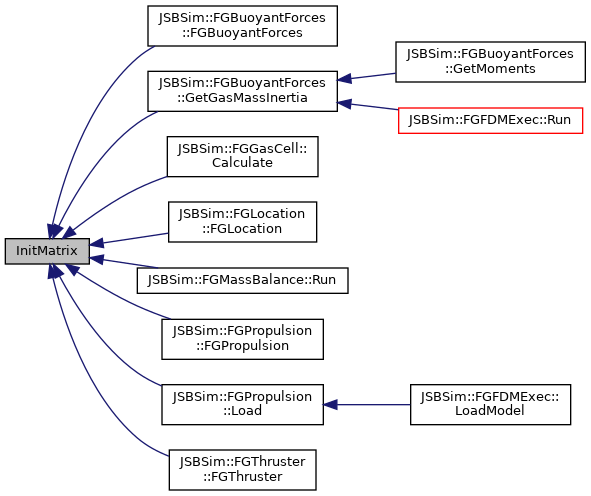 JSBSim::FGBuoyantForces
::FGBuoyantForces
JSBSim::FGBuoyantForces
::GetGasMassInertia
JSBSim::FGBuoyantForces
::GetMoments
JSBSim::FGFDMExec::Run
JSBSim::FGGasCell::
Calculate
JSBSim::FGLocation
::FGLocation
InitMatrix
JSBSim::FGMassBalance::Run
JSBSim::FGPropulsion
::FGPropulsion
JSBSim::FGPropulsion
::Load
JSBSim::FGFDMExec::
LoadModel
JSBSim::FGThruster
::FGThruster